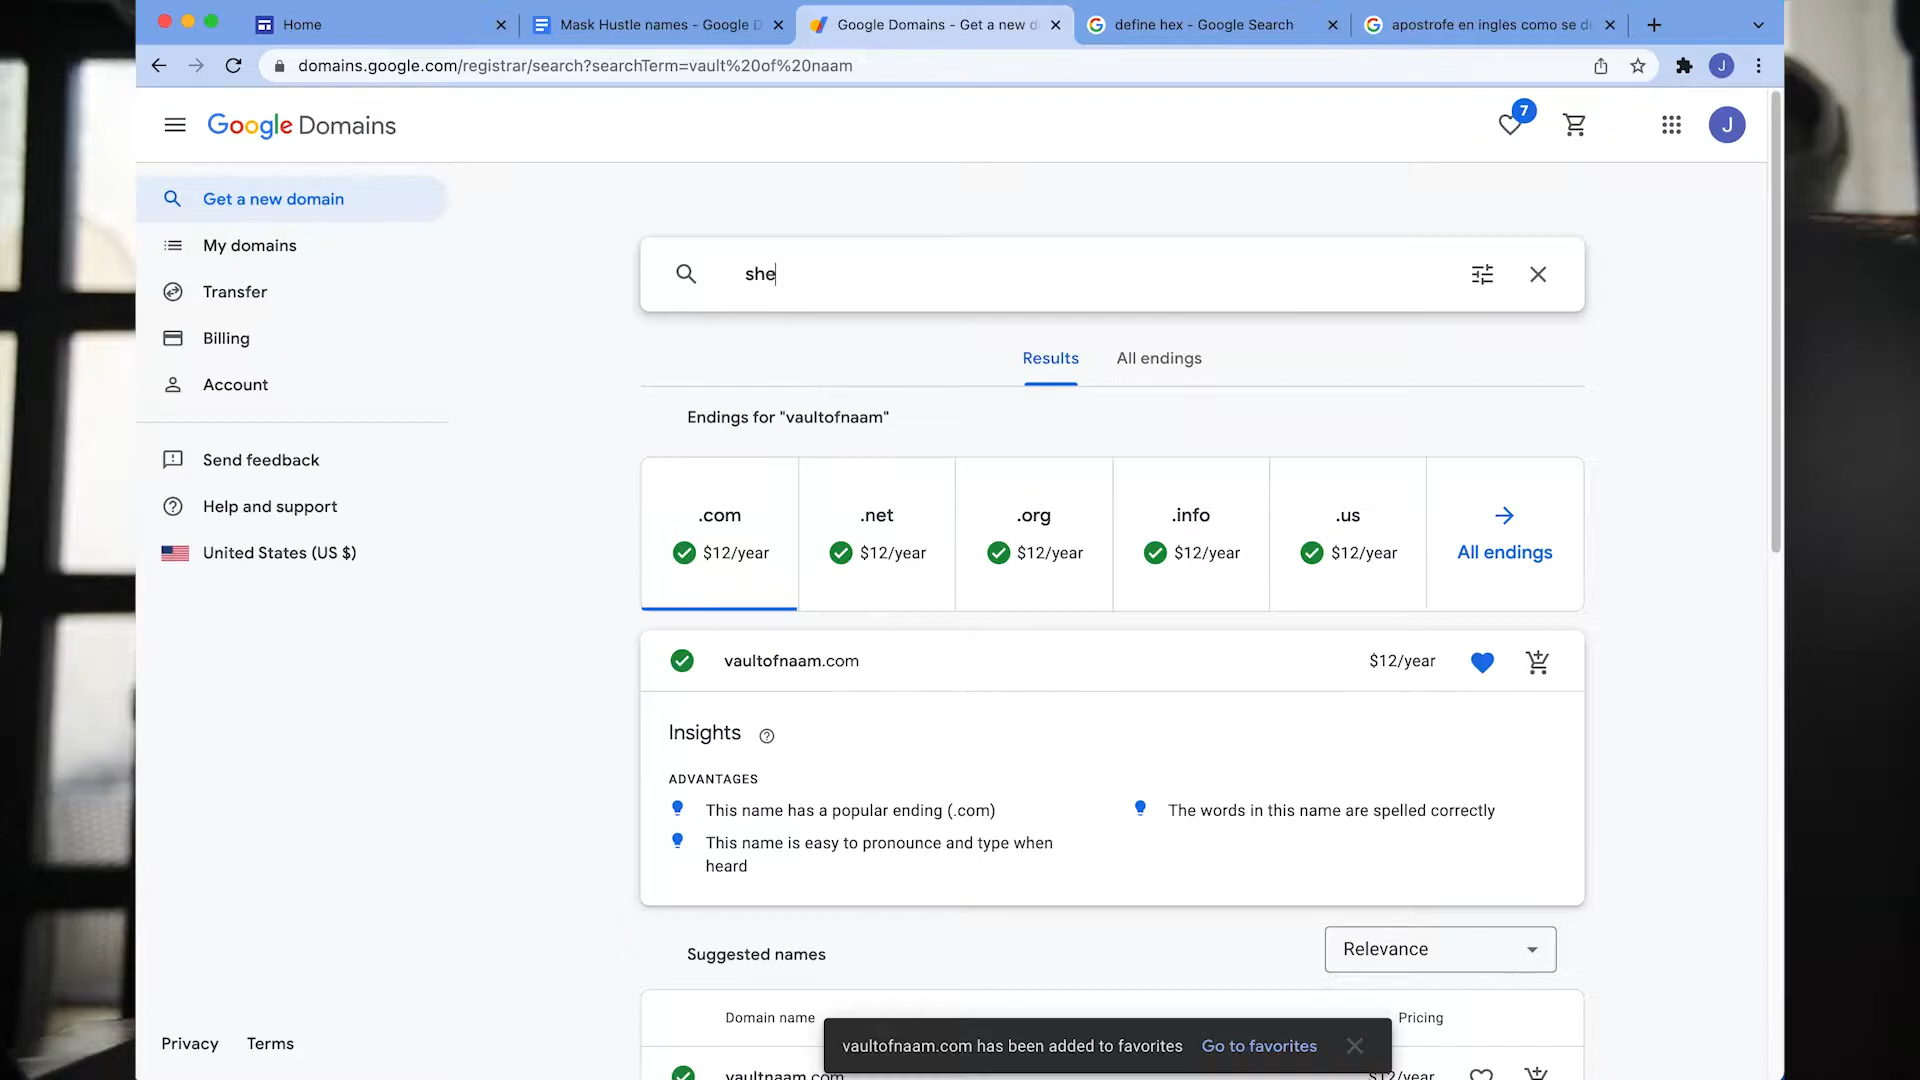 Home
Mask Hustle names - Google D
Google Domains - Get a new d
define hex - Google Search
apostrofe en ingles como se di
domains.google.com/registrar/search?searchTerm=vault%20of%20naam
J
Google Domains
7
J
Get a new domain
My domains
Transfer
Billing
Account
Send feedback
Help and support
United States (US $)
Privacy
Terms
she
Results
All endings
Endings for "vaultofnaam"
.com
$12/year
.net
$12/year
.org
$12/year
.info
$12/year
.us
$12/year
All endings
vaultofnaam.com
$12/year
Insights
ADVANTAGES
This name has a popular ending (.com)
The words in this name are spelled correctly
This name is easy to pronounce and type when
heard
Suggested names
Relevance
Domain name
Pricing
vaultofnaam.com has been added to favorites
Go to favorites
vaultnaam.com
$12/year